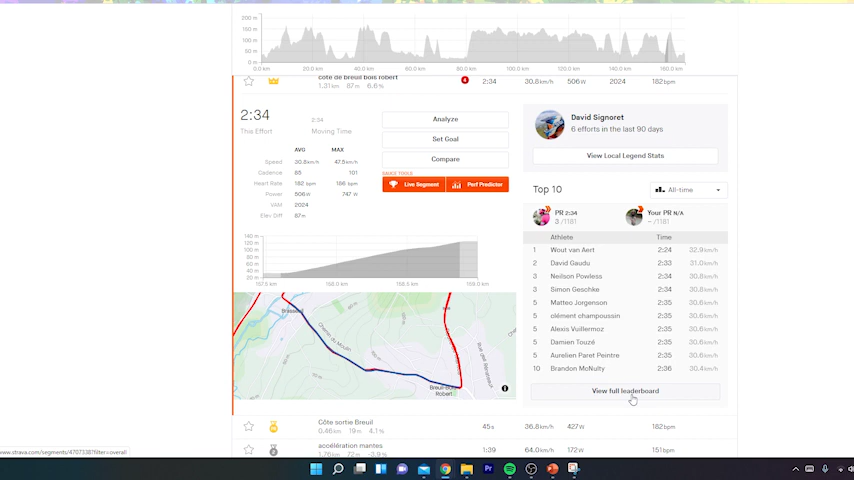 200 m
150 m
100 m
50 m
0 m
0.0 km 20.0 km 40.0 km 60.0 km 80.0 km 100.0 km 120.0 km 140.0 km 160.0 km
cote de breuil bois robert
1.31km 87m 6.6%
4 2:34 30.8km/h 506W 2024 182bpm
2:34
This Effort
2:34
Moving Time
AVG MAX
Speed 30.8km/h 47.5km/h
Cadence 85 101
Heart Rate 182 bpm 186 bpm
Power 506W 747 W
VAM 2024
Elev Diff 87m
Analyze
Set Goal
Compare
SAUCE TOOLS
Live Segment
Perf Predictor
David Signoret
6 efforts in the last 90 days
View Local Legend Stats
Top 10
All-time
PR 2:34
3 /1181
Your PR N/A
-- /1181
Athlete Time
1 Wout van Aert 2:24 32.9km/h
2 David Gaudu 2:33 31.0km/h
3 Neilson Powless 2:34 30.8km/h
3 Simon Geschke 2:34 30.8km/h
5 Matteo Jorgenson 2:35 30.6km/h
5 olément champoussin 2:35 30.6km/h
5 Alexis Vuillermoz 2:35 30.6km/h
5 Damien Touzé 2:35 30.6km/h
5 Aurelien Paret Peintre 2:35 30.6km/h
10 Brandon McNulty 2:36 30.4km/h
View full leaderboard
140 m
120 m
100 m
80 m
60 m
40 m
20 m
157.5 km 158.0 km 158.5 km 159.0 km
Brasseuil
Chemin du Moulin
Breuil-Bois
Robert
Côte sortie Breuil
0.46km 19m 4.1%
45s 36.8km/h 427W 182bpm
accélération mantes
1.76km 72m -3.9%
1:39 64.0km/h 172W 151bpm
www.strava.com/segments/4707338?filter=overall